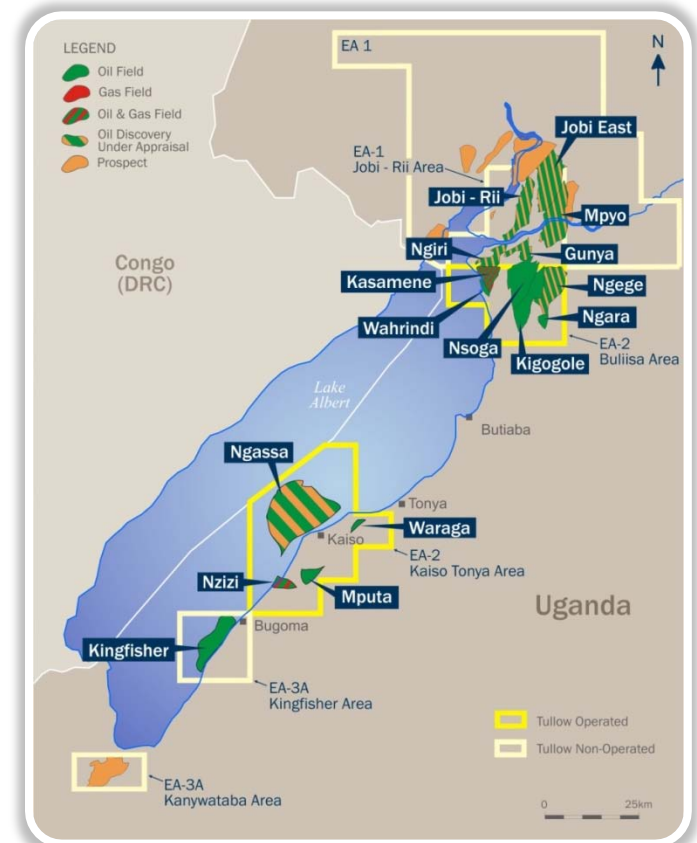 LEGEND
Oil Field
Gas Field
Oil & Gas Field
Oil Discovery
Under Appraisal
Prospect
EA 1
N
EA-1
Jobi - Rii Area
Jobi East
Jobi - Rii
Mpyo
Ngiri
Gunya
Congo
(DRC)
Kasamene
Ngege
Wahrindi
Ngara
Nsoga
Kigogole
EA-2
Buliisa Area
Lake
Albert
Butiaba
Ngassa
Tonya
Kaiso
Waraga
EA-2
Kaiso Tonya Area
Nzizi
Mputa
Uganda
Bugoma
Kingfisher
EA-3A
Kingfisher Area
Tullow Operated
Tullow Non-Operated
EA-3A
Kanywataba Area
0 25km